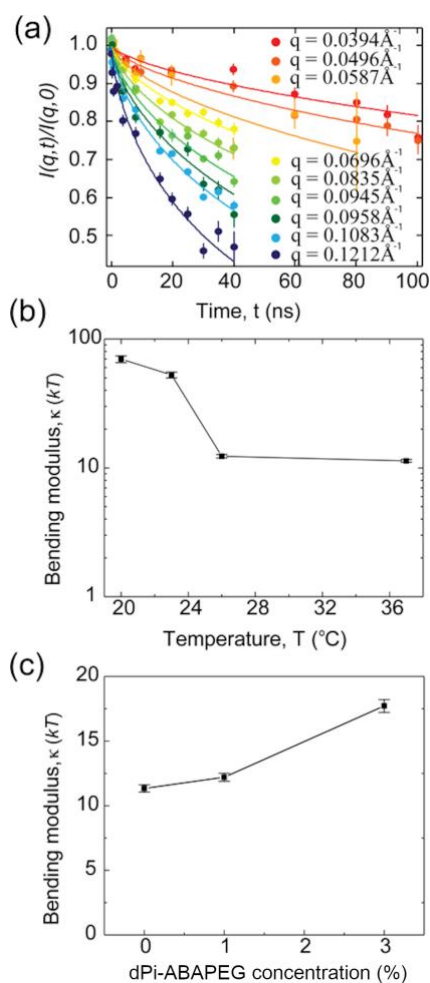 (a)
1.0
0.9
0.8
0.7
0.6
0.5
I(q,t)/I(q,0)
q = 0.0394Å⁻¹
q = 0.0496Å⁻¹
q = 0.0587Å⁻¹
q = 0.0696Å⁻¹
q = 0.0835Å⁻¹
q = 0.0945Å⁻¹
q = 0.0958Å⁻¹
q = 0.1083Å⁻¹
q = 0.1212Å⁻¹
0 20 40 60 80 100
Time, t (ns)
(b)
100
10
1
Bending modulus, κ (kT)
20 24 28 32 36
Temperature, T (°C)
(c)
20
15
10
5
0
Bending modulus, κ (kT)
0 1 2 3
dPi-ABAPEG concentration (%)